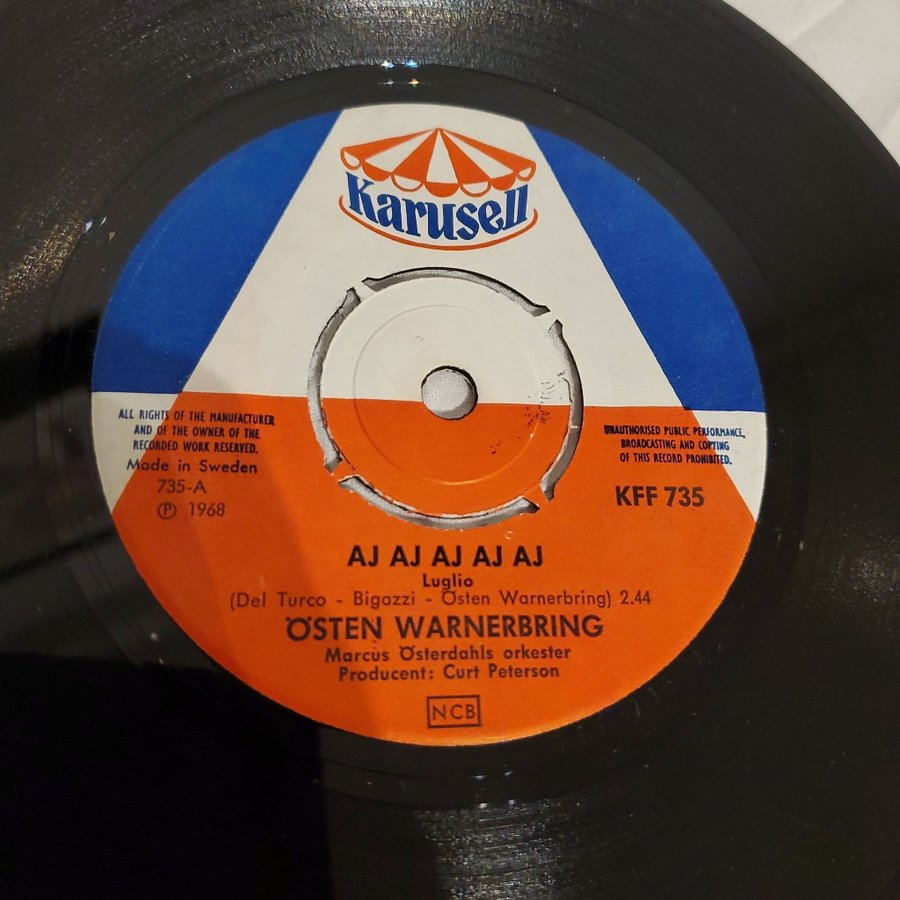 Karusell
ALL RIGHTS OF THE MANUFACTURER
AND OF THE OWNER OF THE
RECORDED WORK RESERVED.
Made in Sweden
735-A
Ⓟ 1968
UNAUTHORISED PUBLIC PERFORMANCE,
BROADCASTING AND COPYING
OF THIS RECORD PROHIBITED.
KFF 735
AJ AJ AJ AJ AJ
Luglio
(Del Turco - Bigazzi - Östen Warnerbring) 2.44
ÖSTEN WARNERBRING
Marcus Österdahls orkester
Producent: Curt Peterson
NCB